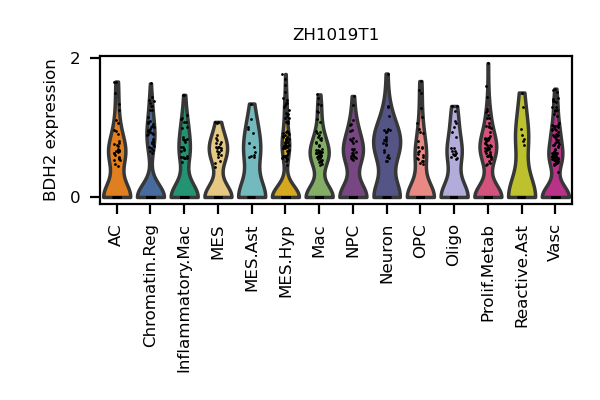 ZH1019T1
BDH2 expression
2
0
AC
Chromatin.Reg
Inflammatory.Mac
MES
MES.Ast
MES.Hyp
Mac
NPC
Neuron
OPC
Oligo
Prolif.Metab
Reactive.Ast
Vasc